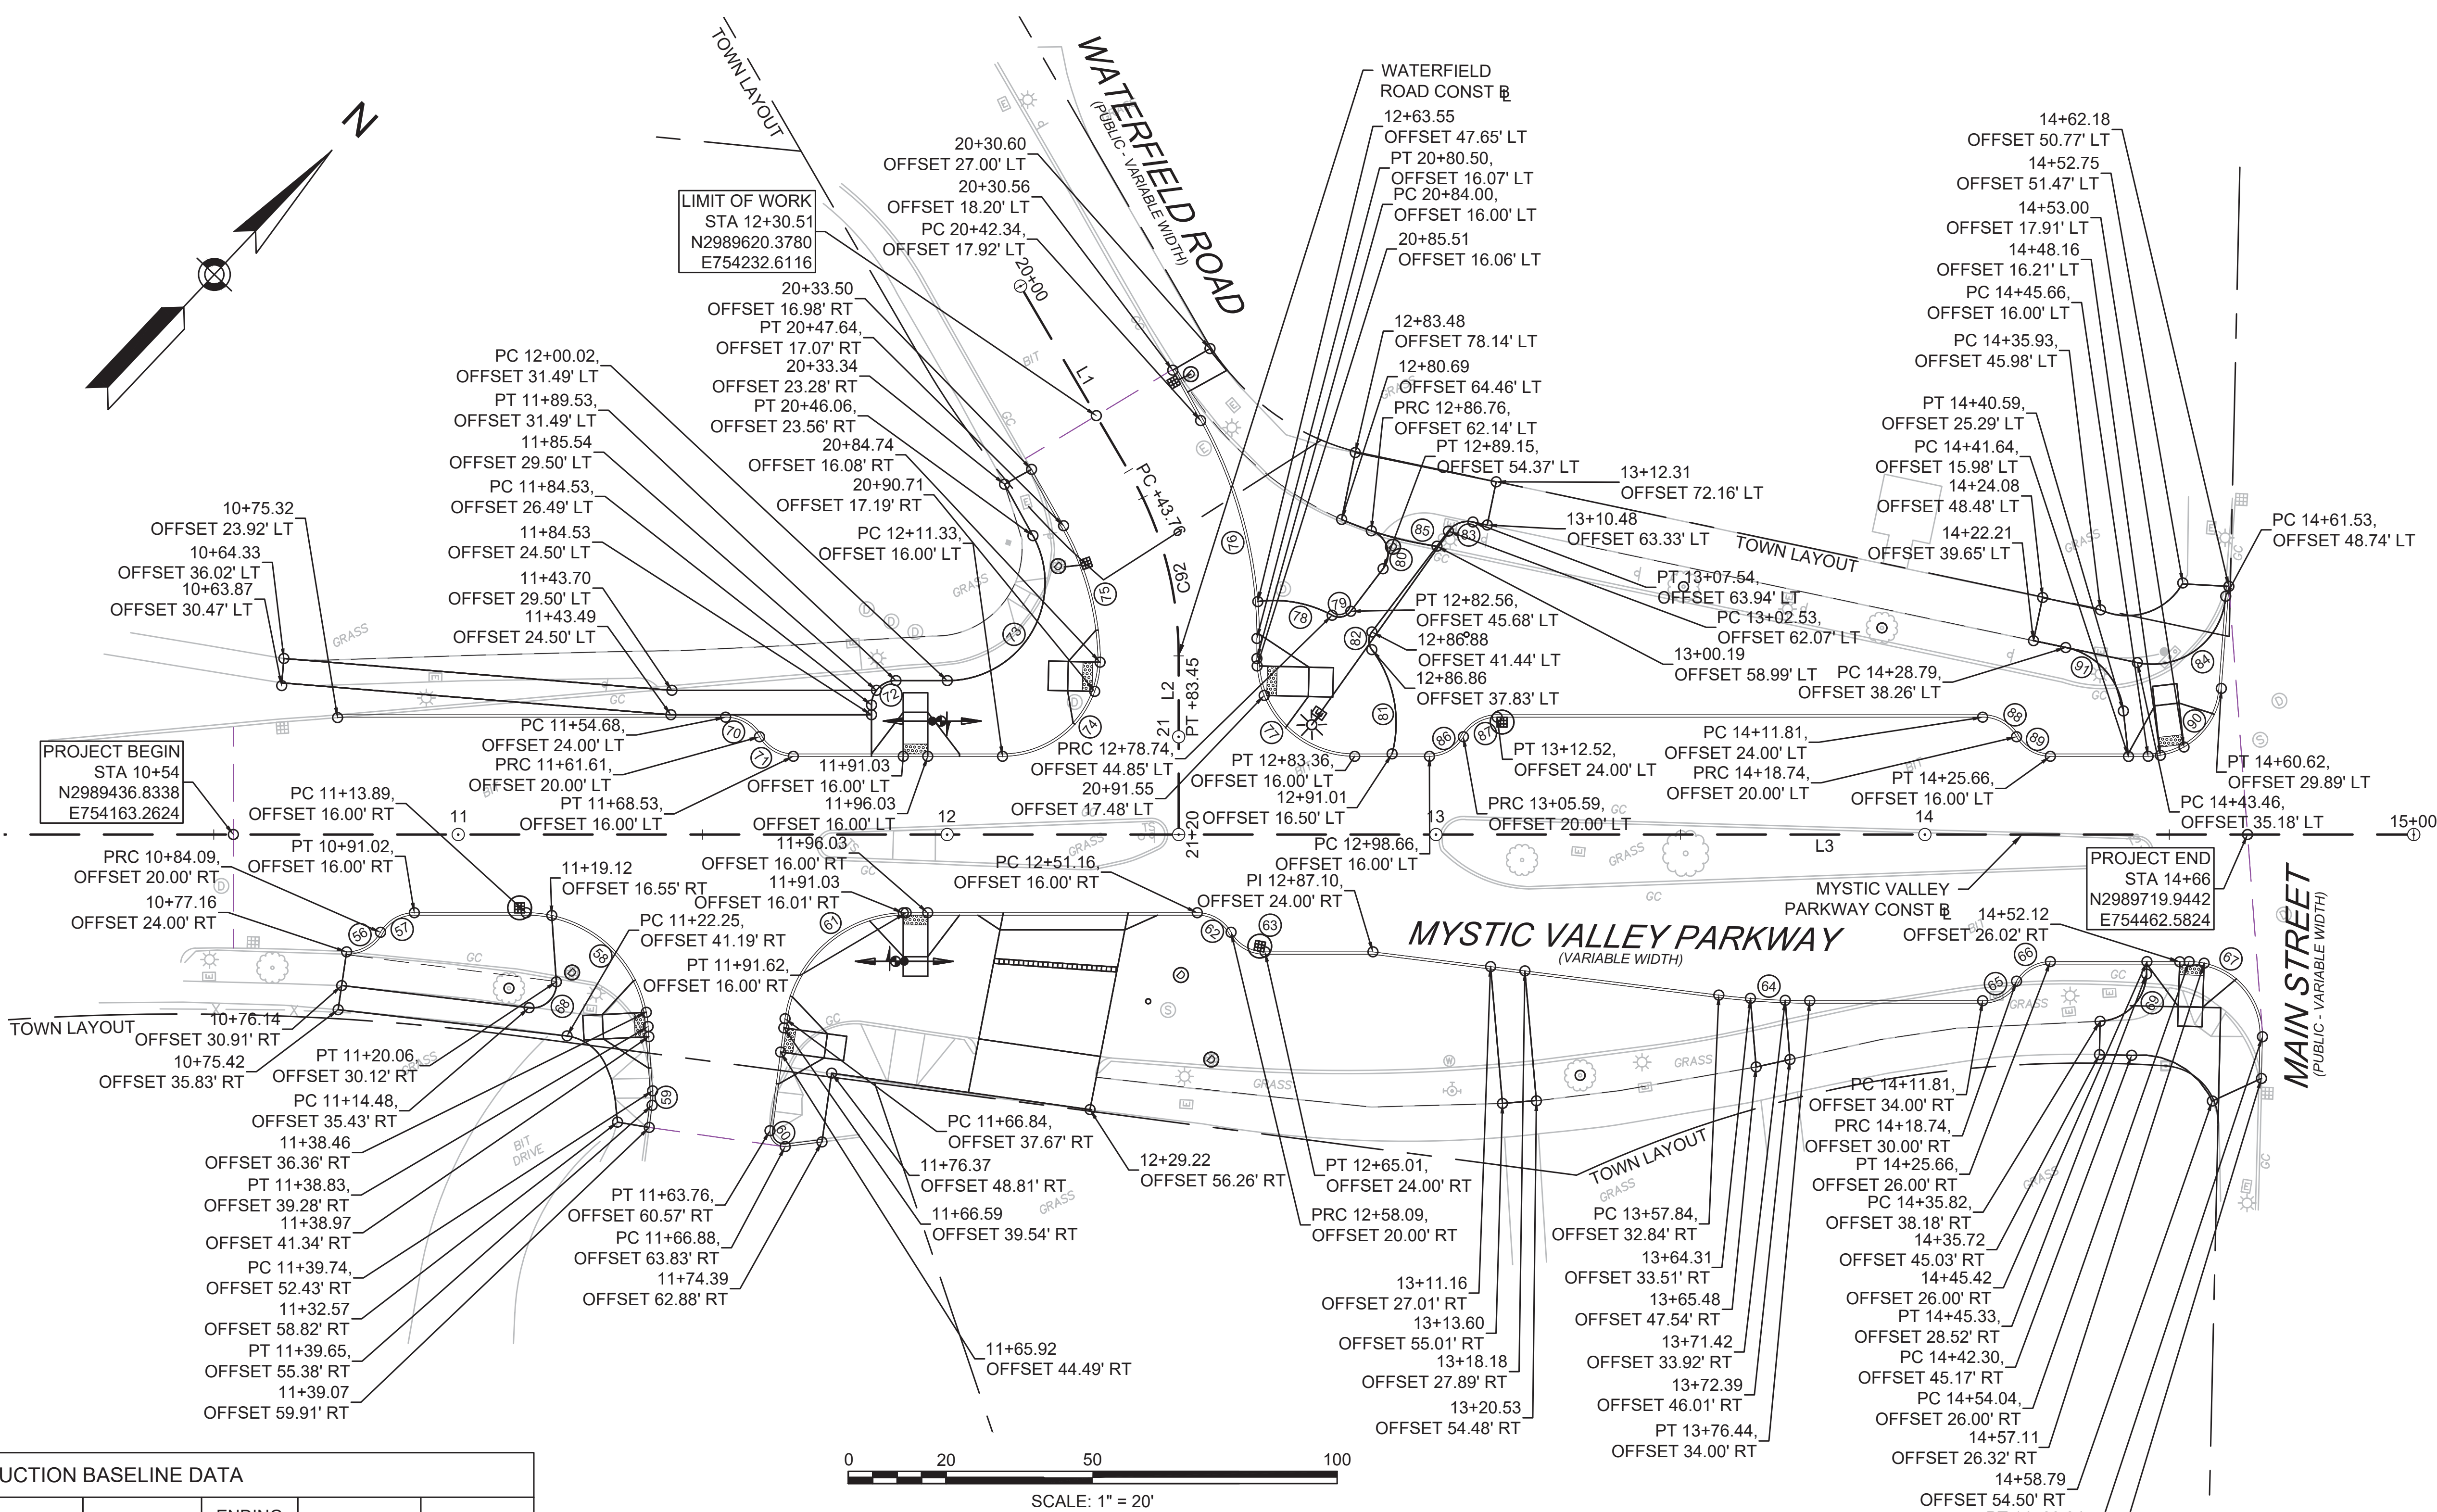 N
TOWN LAYOUT
WATERFIELD ROAD
(PUBLIC - VARIABLE WIDTH)
WATERFIELD
ROAD CONST BL
12+63.55
OFFSET 47.65' LT
PT 20+80.50,
OFFSET 16.07' LT
PC 20+84.00,
OFFSET 16.00' LT
20+85.51
OFFSET 16.06' LT
12+83.48
OFFSET 78.14' LT
12+80.69
OFFSET 64.46' LT
PRC 12+86.76,
OFFSET 62.14' LT
PT 12+89.15,
OFFSET 54.37' LT
13+12.31
OFFSET 72.16' LT
13+10.48
OFFSET 63.33' LT
PT 13+07.54,
OFFSET 63.94' LT
PC 13+02.53,
OFFSET 62.07' LT
13+00.19
OFFSET 58.99' LT
PT 12+82.56,
OFFSET 45.68' LT
12+86.88
OFFSET 41.44' LT
12+86.86
OFFSET 37.83' LT
20+30.60
OFFSET 27.00' LT
20+30.56
OFFSET 18.20' LT
PC 20+42.34,
OFFSET 17.92' LT
LIMIT OF WORK
STA 12+30.51
N2989620.3780
E754232.6116
20+33.50
OFFSET 16.98' RT
PT 20+47.64,
OFFSET 17.07' RT
20+33.34
OFFSET 23.28' RT
PT 20+46.06,
OFFSET 23.56' RT
20+84.74
OFFSET 16.08' RT
20+90.71
OFFSET 17.19' RT
PC 12+11.33,
OFFSET 16.00' LT
PC 12+00.02,
OFFSET 31.49' LT
PT 11+89.53,
OFFSET 31.49' LT
11+85.54
OFFSET 29.50' LT
PC 11+84.53,
OFFSET 26.49' LT
11+84.53
OFFSET 24.50' LT
11+43.70
OFFSET 29.50' LT
11+43.49
OFFSET 24.50' LT
10+75.32
OFFSET 23.92' LT
10+64.33
OFFSET 36.02' LT
10+63.87
OFFSET 30.47' LT
14+62.18
OFFSET 50.77' LT
14+52.75
OFFSET 51.47' LT
14+53.00
OFFSET 17.91' LT
14+48.16
OFFSET 16.21' LT
PC 14+45.66,
OFFSET 16.00' LT
PC 14+35.93,
OFFSET 45.98' LT
PT 14+40.59,
OFFSET 25.29' LT
PC 14+41.64,
OFFSET 15.98' LT
14+24.08
OFFSET 48.48' LT
14+22.21
OFFSET 39.65' LT
PC 14+28.79,
OFFSET 38.26' LT
PC 14+61.53,
OFFSET 48.74' LT
TOWN LAYOUT
20+00
L1
PC +43.76
C92
PT +83.45
L2
21
21+20
PROJECT BEGIN
STA 10+54
N2989436.8338
E754163.2624
PC 11+54.68,
OFFSET 24.00' LT
PRC 11+61.61,
OFFSET 20.00' LT
PT 11+68.53,
OFFSET 16.00' LT
11+91.03
OFFSET 16.00' LT
11+96.03
OFFSET 16.00' LT
PRC 12+78.74,
OFFSET 44.85' LT
20+91.55
OFFSET 17.48' LT
PT 12+83.36,
OFFSET 16.00' LT
12+91.01
OFFSET 16.50' LT
PC 12+98.66,
OFFSET 16.00' LT
PT 13+12.52,
OFFSET 24.00' LT
PRC 13+05.59,
OFFSET 20.00' LT
PC 14+11.81,
OFFSET 24.00' LT
PRC 14+18.74,
OFFSET 20.00' LT
PT 14+25.66,
OFFSET 16.00' LT
PT 14+60.62,
OFFSET 29.89' LT
PC 14+43.46,
OFFSET 35.18' LT
11
12
13
14
15+00
L3
MYSTIC VALLEY
PARKWAY CONST BL
PROJECT END
STA 14+66
N2989719.9442
E754462.5824
MAIN STREET
(PUBLIC - VARIABLE WIDTH)
MYSTIC VALLEY PARKWAY
(VARIABLE WIDTH)
PC 11+13.89,
OFFSET 16.00' RT
PRC 10+84.09,
OFFSET 20.00' RT
PT 10+91.02,
OFFSET 16.00' RT
10+77.16
OFFSET 24.00' RT
11+19.12
OFFSET 16.55' RT
PC 11+22.25,
OFFSET 41.19' RT
11+96.03
OFFSET 16.00' RT
11+91.03
OFFSET 16.01' RT
PT 11+91.62,
OFFSET 16.00' RT
PC 12+51.16,
OFFSET 16.00' RT
PI 12+87.10,
OFFSET 24.00' RT
14+52.12
OFFSET 26.02' RT
TOWN LAYOUT
10+76.14
OFFSET 30.91' RT
10+75.42
OFFSET 35.83' RT
PT 11+20.06,
OFFSET 30.12' RT
PC 11+14.48,
OFFSET 35.43' RT
11+38.46
OFFSET 36.36' RT
PT 11+38.83,
OFFSET 39.28' RT
11+38.97
OFFSET 41.34' RT
PC 11+39.74,
OFFSET 52.43' RT
11+32.57
OFFSET 58.82' RT
PT 11+39.65,
OFFSET 55.38' RT
11+39.07
OFFSET 59.91' RT
PT 11+63.76,
OFFSET 60.57' RT
PC 11+66.88,
OFFSET 63.83' RT
11+74.39
OFFSET 62.88' RT
PC 11+66.84,
OFFSET 37.67' RT
11+76.37
OFFSET 48.81' RT
11+66.59
OFFSET 39.54' RT
11+65.92
OFFSET 44.49' RT
12+29.22
OFFSET 56.26' RT
PT 12+65.01,
OFFSET 24.00' RT
PRC 12+58.09,
OFFSET 20.00' RT
TOWN LAYOUT
13+11.16
OFFSET 27.01' RT
13+13.60
OFFSET 55.01' RT
13+18.18
OFFSET 27.89' RT
13+20.53
OFFSET 54.48' RT
PC 13+57.84,
OFFSET 32.84' RT
13+64.31
OFFSET 33.51' RT
13+65.48
OFFSET 47.54' RT
13+71.42
OFFSET 33.92' RT
13+72.39
OFFSET 46.01' RT
PT 13+76.44,
OFFSET 34.00' RT
PC 14+11.81,
OFFSET 34.00' RT
PRC 14+18.74,
OFFSET 30.00' RT
PT 14+25.66,
OFFSET 26.00' RT
PC 14+35.82,
OFFSET 38.18' RT
14+35.72
OFFSET 45.03' RT
14+45.42
OFFSET 26.00' RT
PT 14+45.33,
OFFSET 28.52' RT
PC 14+42.30,
OFFSET 45.17' RT
PC 14+54.04,
OFFSET 26.00' RT
14+57.11
OFFSET 26.32' RT
14+58.79
OFFSET 54.50' RT
56
57
58
59
60
61
62
63
64
65
66
67
68
69
70
71
72
73
74
75
76
77
78
79
80
81
82
83
84
85
86
87
88
89
90
91
GRASS
GC
BIT
BIT
DRIVE
UCTION BASELINE DATA
ENDING
0 20 50 100
SCALE: 1" = 20'